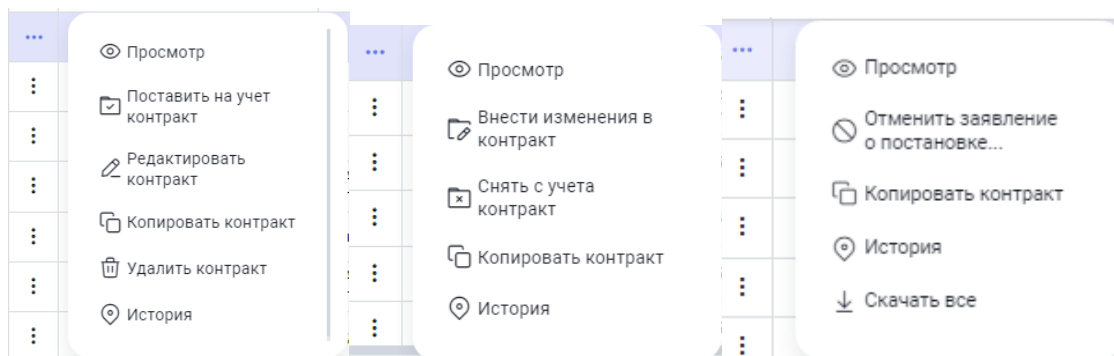 Просмотр
Поставить на учет
контракт
Редактировать
контракт
Копировать контракт
Удалить контракт
История
Просмотр
Внести изменения в
контракт
Снять с учета
контракт
Копировать контракт
История
Просмотр
Отменить заявление
о постановке...
Копировать контракт
История
Скачать все